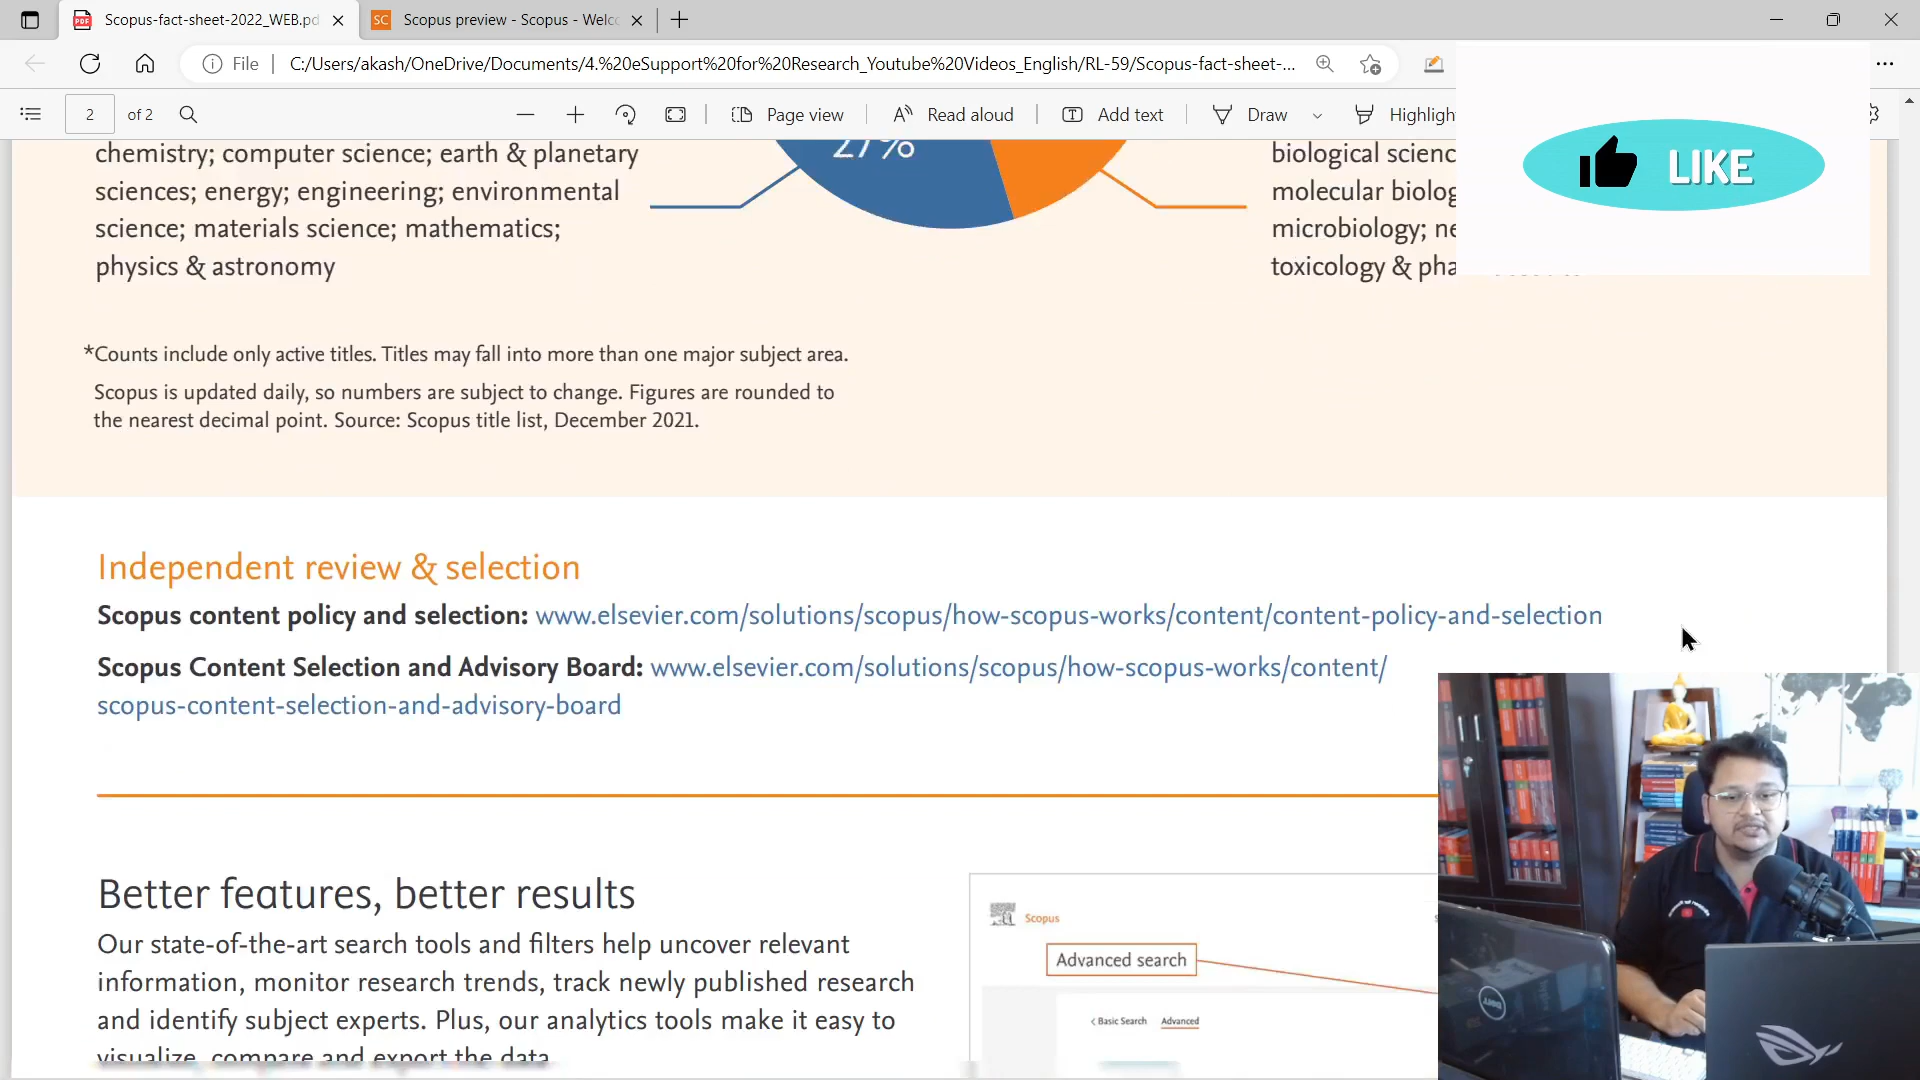 Scopus-fact-sheet-2022_WEB.pd
SC Scopus preview - Scopus - Welc
File
C:/Users/akash/OneDrive/Documents/4.%20eSupport%20for%20Research_Youtube%20Videos_English/RL-59/Scopus-fact-sheet-...
2 of 2
Page view
Read aloud
Add text
Draw
Highligh
LIKE
27%
chemistry; computer science; earth & planetary
sciences; energy; engineering; environmental
science; materials science; mathematics;
physics & astronomy
biological scienc
molecular biolog
microbiology; ne
toxicology & pha
*Counts include only active titles. Titles may fall into more than one major subject area.
Scopus is updated daily, so numbers are subject to change. Figures are rounded to
the nearest decimal point. Source: Scopus title list, December 2021.
Independent review & selection
Scopus content policy and selection: www.elsevier.com/solutions/scopus/how-scopus-works/content/content-policy-and-selection
Scopus Content Selection and Advisory Board: www.elsevier.com/solutions/scopus/how-scopus-works/content/
scopus-content-selection-and-advisory-board
Better features, better results
Our state-of-the-art search tools and filters help uncover relevant
information, monitor research trends, track newly published research
and identify subject experts. Plus, our analytics tools make it easy to
visualize, compare and export the data.
Scopus
Advanced search
< Basic Search Advanced
DELL